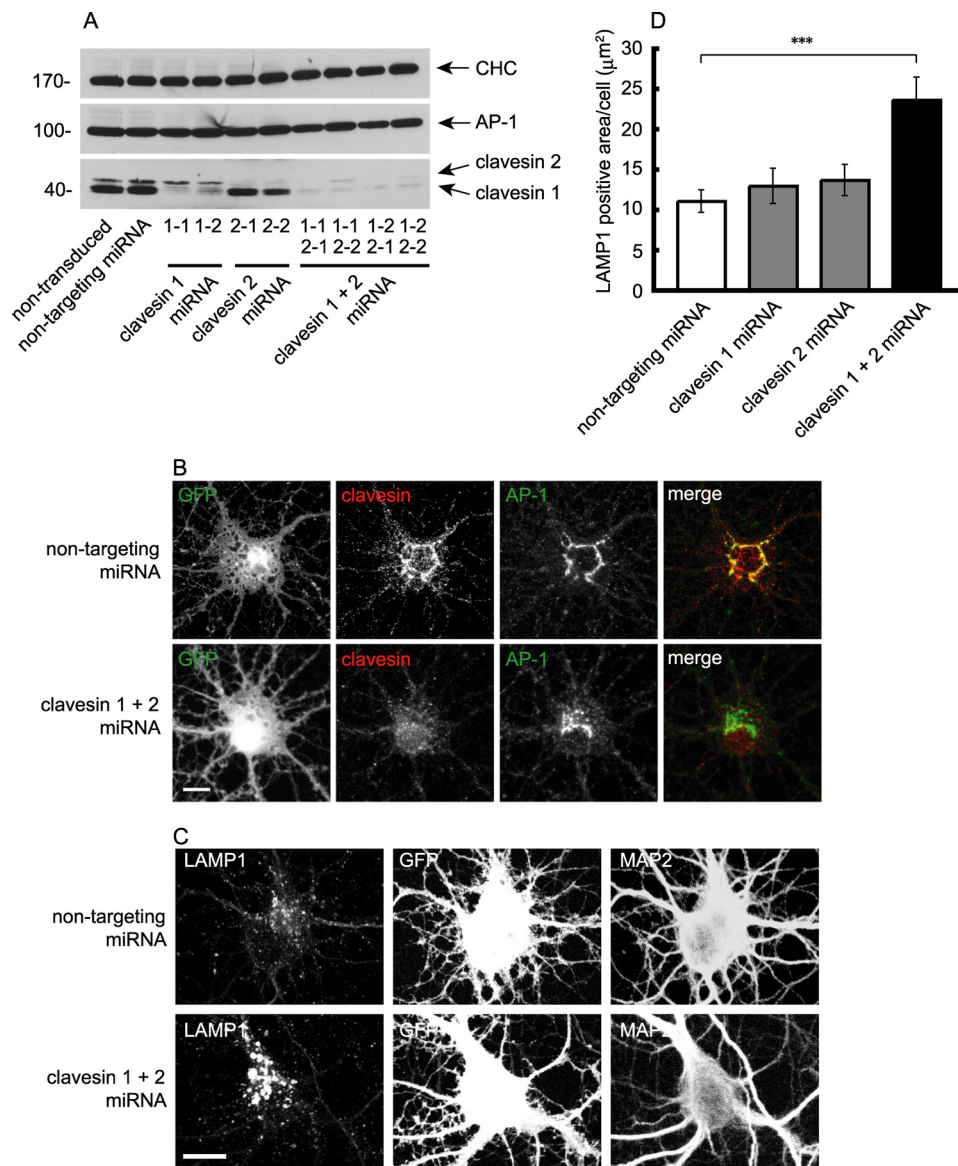 A
170-
CHC
100-
AP-1
clavesin 2
40-
clavesin 1
non-transduced
non-targeting miRNA
1-1 1-2
2-1 2-2
1-1 1-1 1-2 1-2
2-1 2-2 2-1 2-2
clavesin 1
miRNA
clavesin 2
miRNA
clavesin 1 + 2
miRNA
D
LAMP1 positive area/cell (μm²)
30
25
20
15
10
5
0
***
non-targeting miRNA
clavesin 1 miRNA
clavesin 2 miRNA
clavesin 1 + 2 miRNA
B
non-targeting
miRNA
GFP clavesin AP-1 merge
clavesin 1 + 2
miRNA
GFP clavesin AP-1 merge
C
non-targeting
miRNA
LAMP1 GFP MAP2
clavesin 1 + 2
miRNA
LAMP1 GFP MAP2